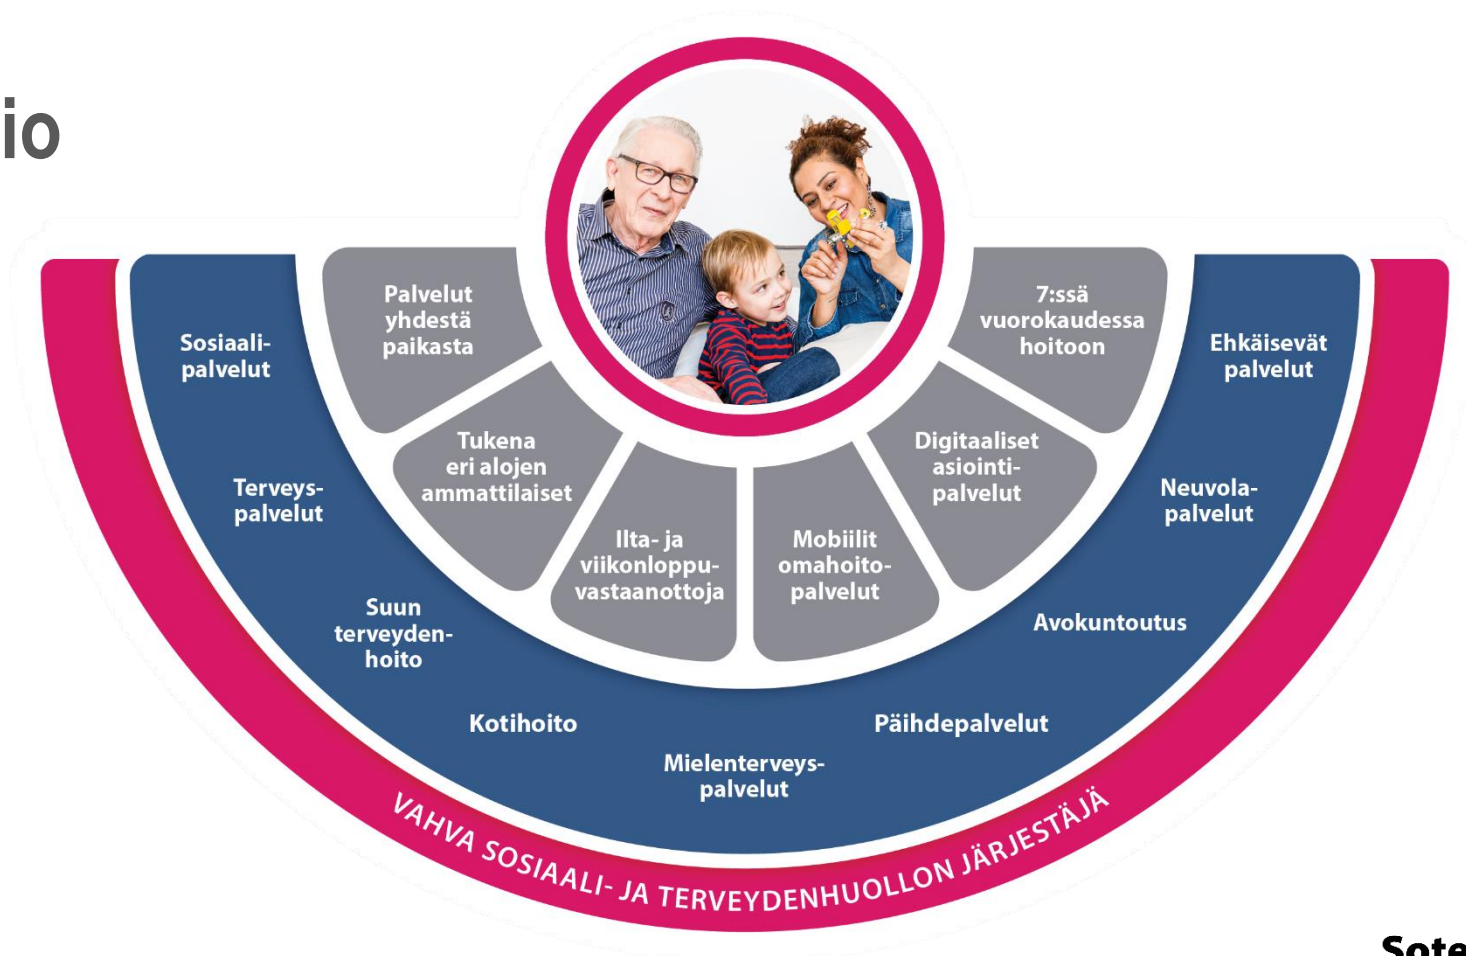 io
Palvelut
yhdestä
paikasta
Tukena
eri alojen
ammattilaiset
Ilta- ja
viikonloppu-
vastaanottoja
Mobiilit
omahoito-
palvelut
Digitaaliset
asiointi-
palvelut
7:ssä
vuorokaudessa
hoitoon
Sosiaali-
palvelut
Terveys-
palvelut
Suun
terveyden-
hoito
Kotihoito
Mielenterveys-
palvelut
Päihdepalvelut
Avokuntoutus
Neuvola-
palvelut
Ehkäisevät
palvelut
VAHVA SOSIAALI- JA TERVEYDENHUOLLON JÄRJESTÄJÄ
Sote